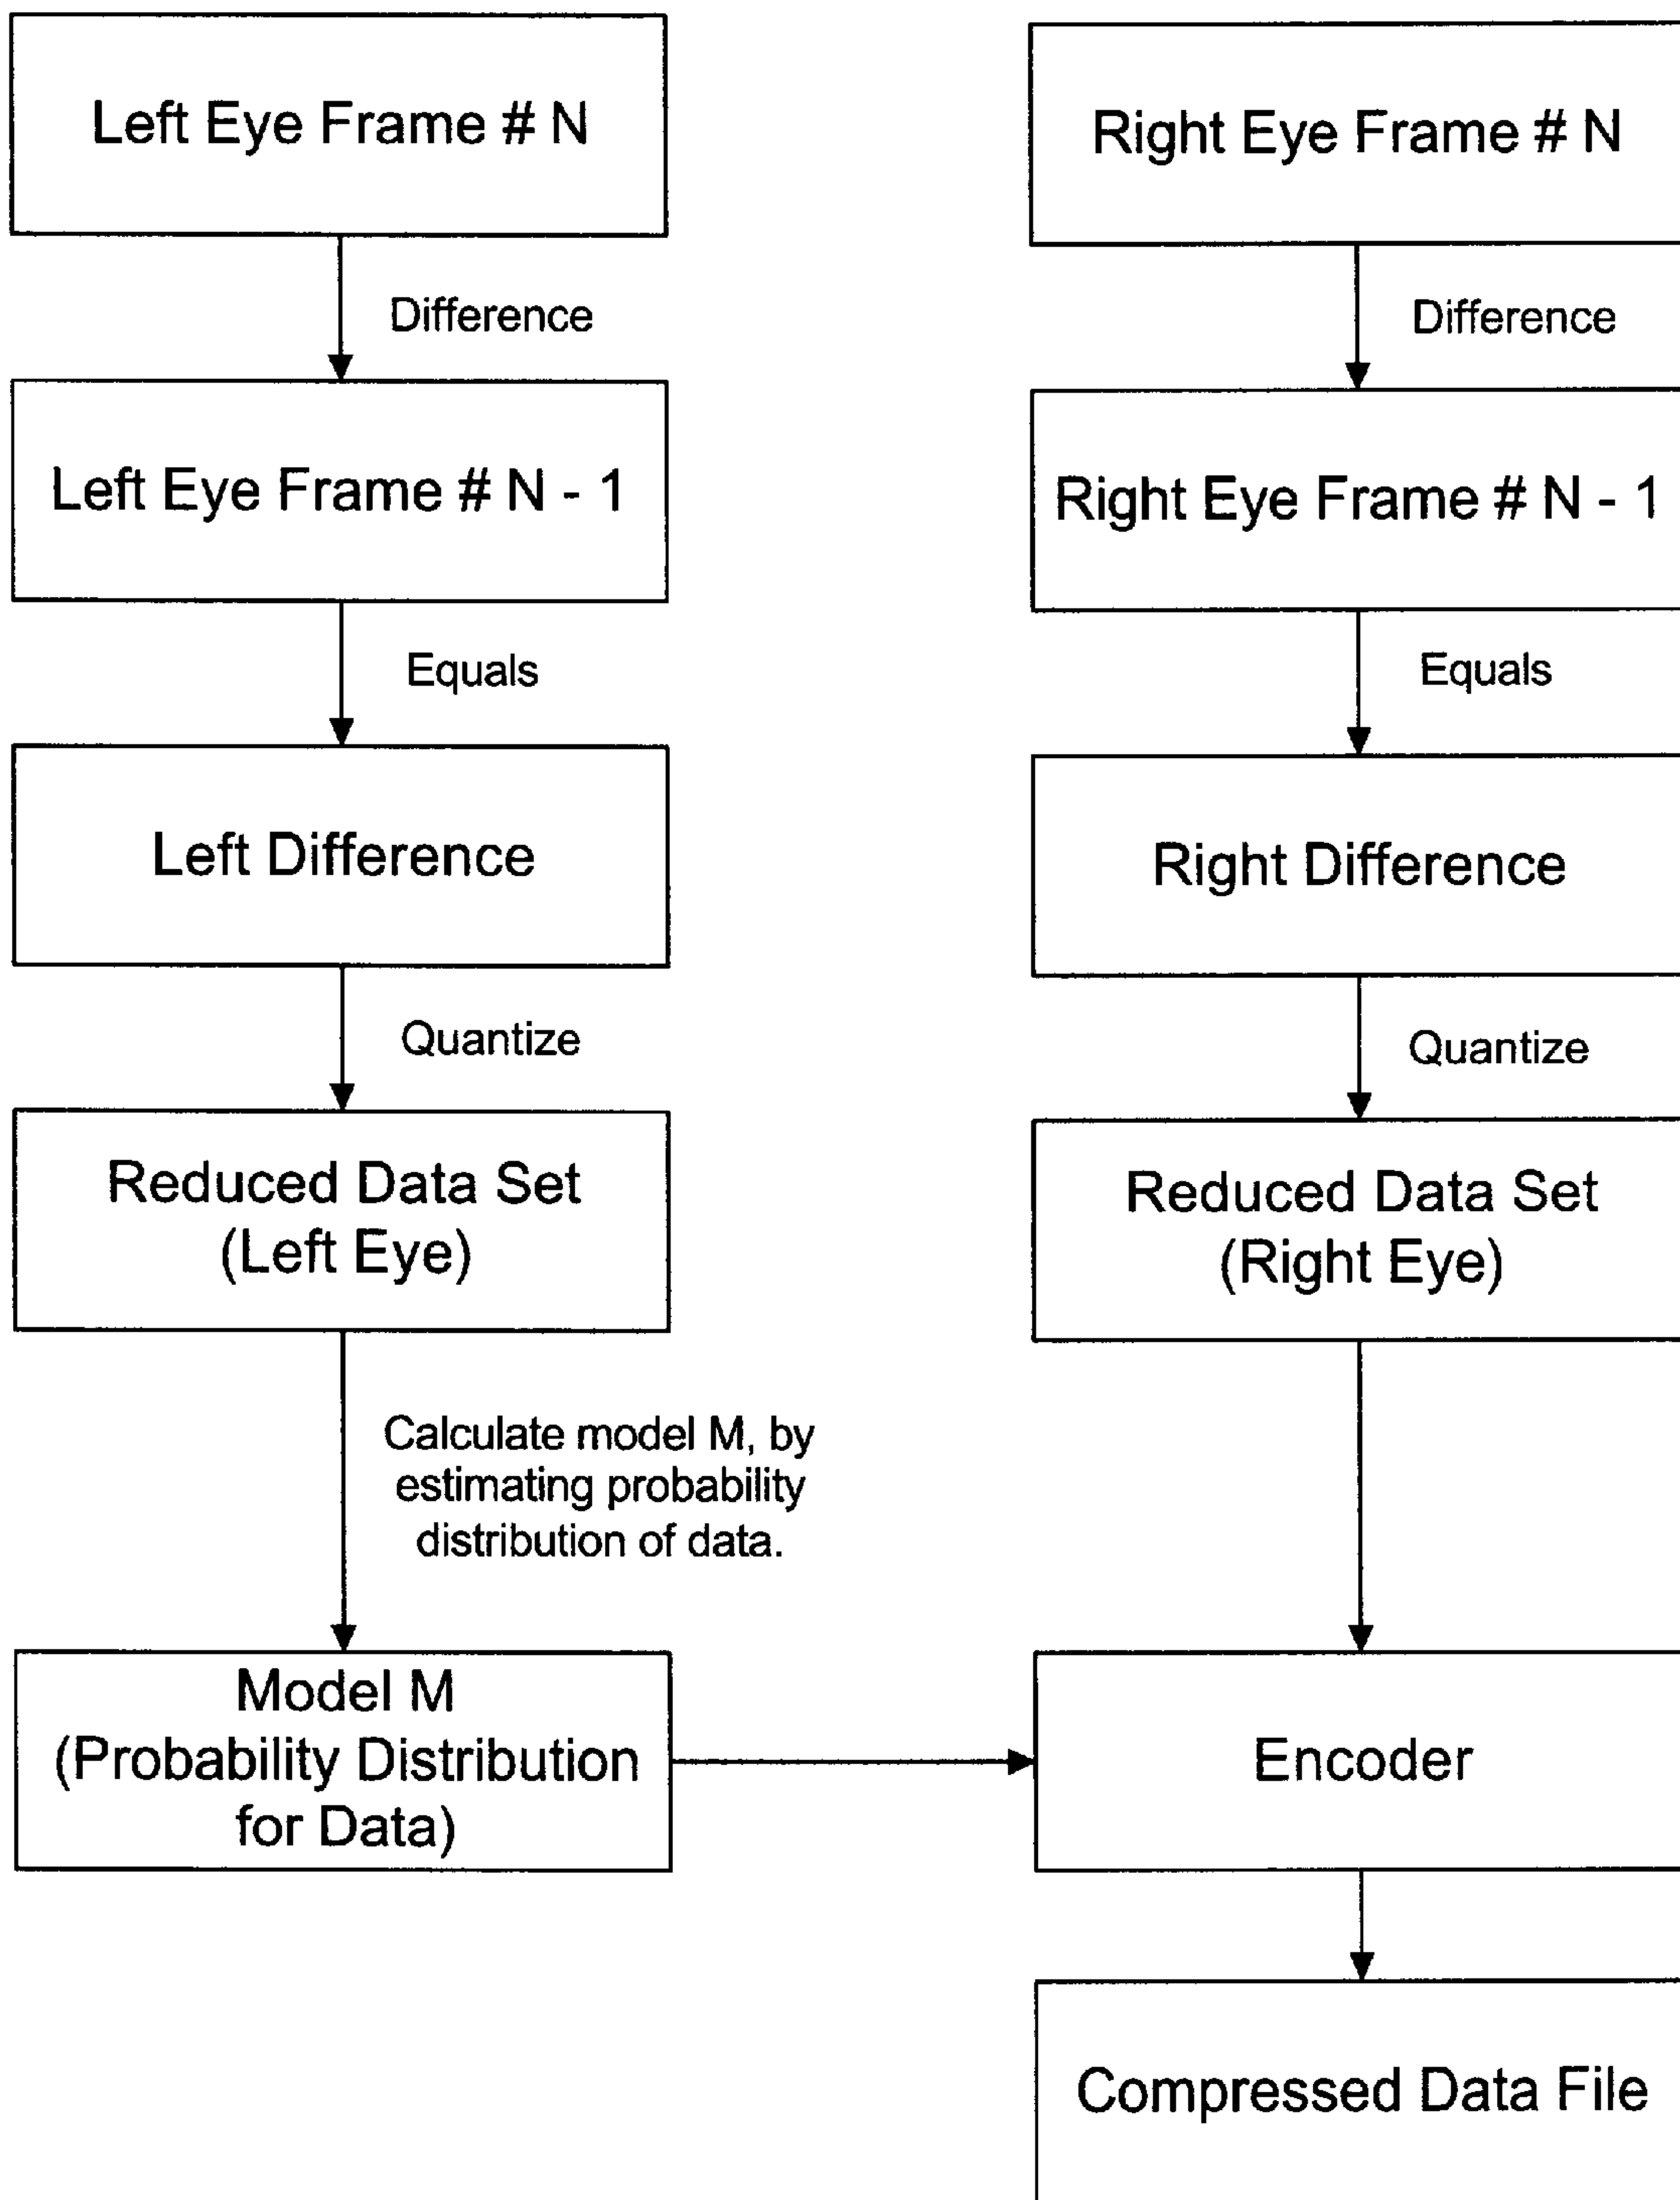 Left Eye Frame # N
Difference
Left Eye Frame # N - 1
Equals
Left Difference
Quantize
Reduced Data Set
(Left Eye)
Calculate model M, by
estimating probability
distribution of data.
Model M
(Probability Distribution
for Data)
Right Eye Frame # N
Difference
Right Eye Frame # N - 1
Equals
Right Difference
Quantize
Reduced Data Set
(Right Eye)
Encoder
Compressed Data File